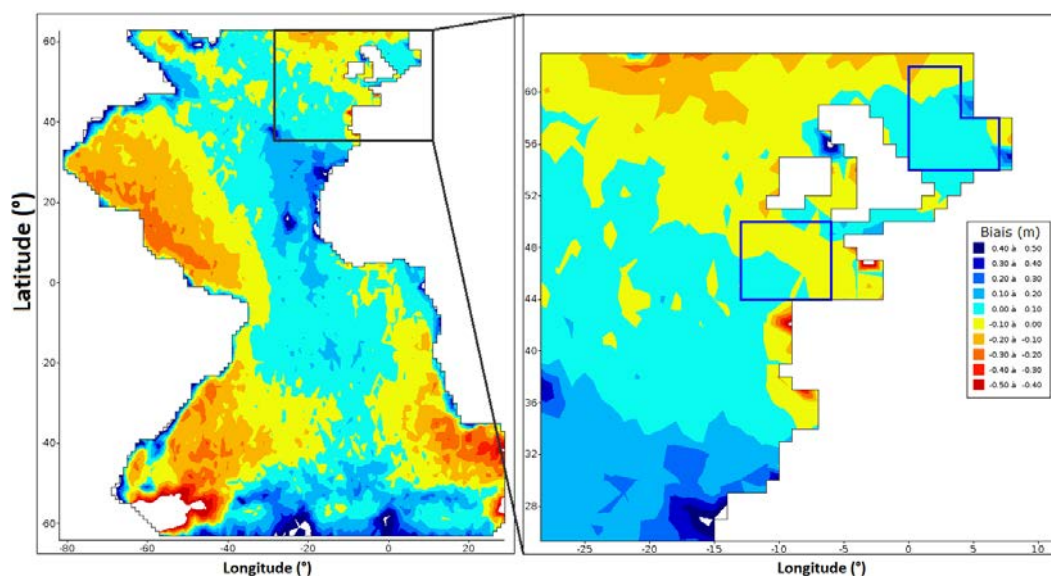 60
40
20
0
20
40
60
Latitude (°)
-80
-60
-40
-20
0
20
Longitude (°)
60
56
52
48
44
40
36
32
28
-25
-20
-15
-10
-5
0
5
10
Longitude (°)
Biais (m)
0.40 à 0.50
0.30 à 0.40
0.20 à 0.30
0.10 à 0.20
0.00 à 0.10
-0.10 à 0.00
-0.20 à -0.10
-0.30 à -0.20
-0.40 à -0.30
-0.50 à -0.40